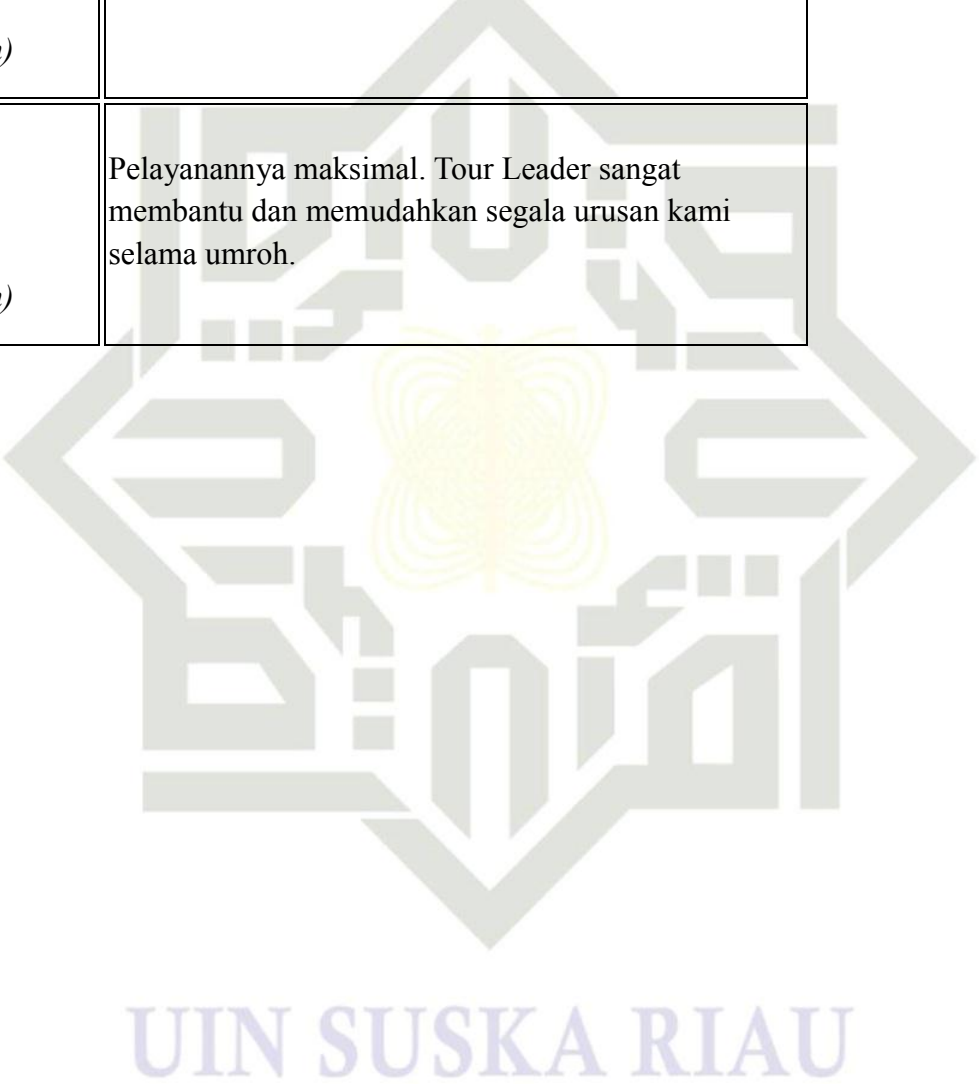 )
Pelayanannya maksimal. Tour Leader sangat
membantu dan memudahkan segala urusan kami
selama umroh.
)
UIN SUSKA RIAU